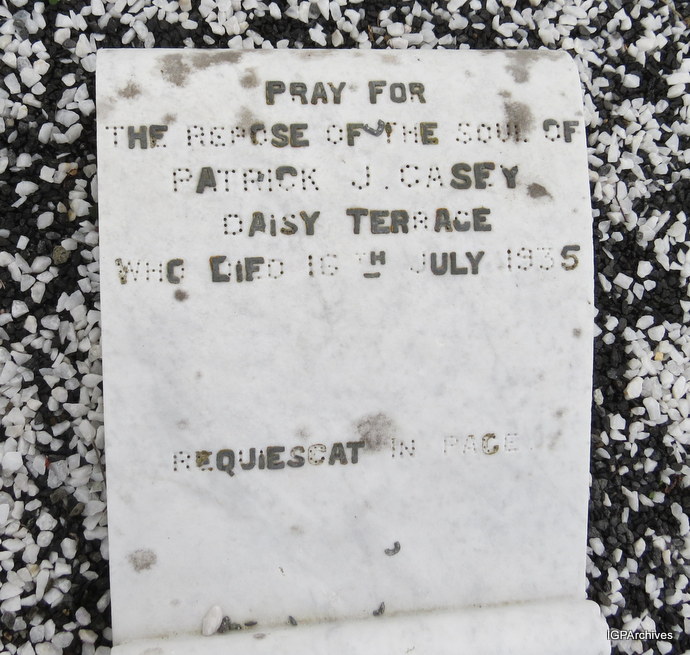 PRAY FOR
THE REPOSE OF THE SOUL OF
PATRICK J. CASEY
DAISY TERRACE
WHO DIED 16TH JULY 1935
REQUIESCAT IN PACE
IGPArchives